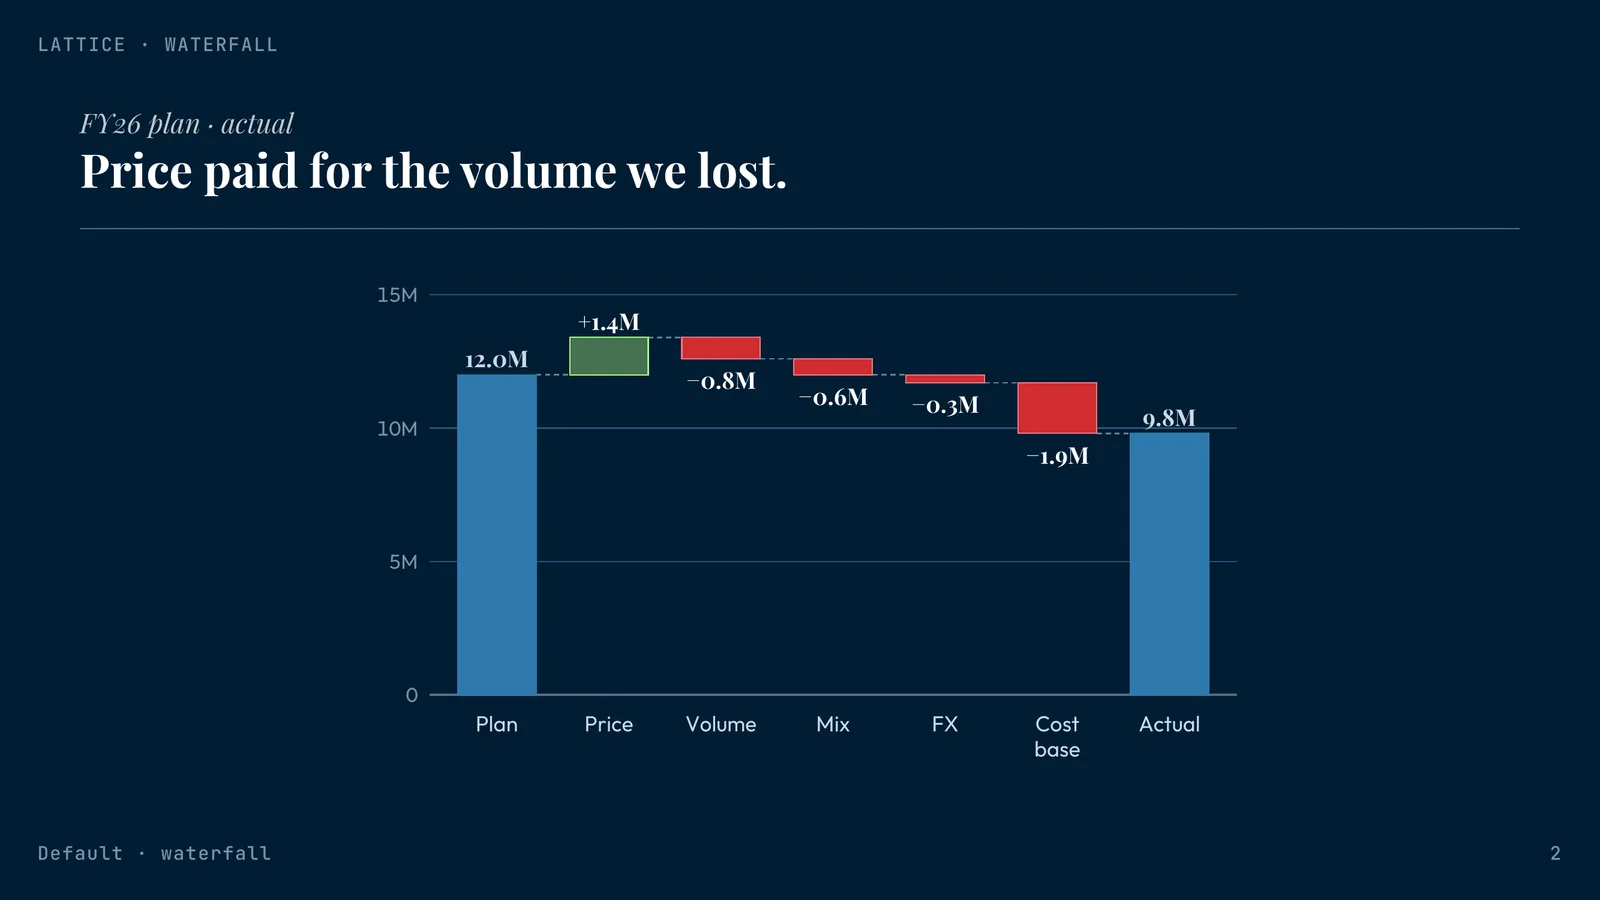 LATTICE · WATERFALL
FY26 plan · actual
Price paid for the volume we lost.
15M
10M
5M
0
12.0M
+1.4M
−0.8M
−0.6M
−0.3M
−1.9M
9.8M
Plan
Price
Volume
Mix
FX
Cost
base
Actual
Default · waterfall
2